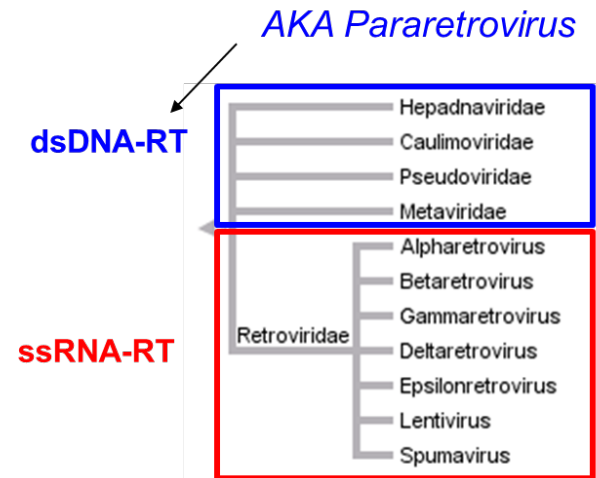 AKA Pararetrovirus
dsDNA-RT
Hepadnaviridae
Caulimoviridae
Pseudoviridae
Metaviridae
ssRNA-RT
Retroviridae
Alpharetrovirus
Betaretrovirus
Gammaretrovirus
Deltaretrovirus
Epsilonretrovirus
Lentivirus
Spumavirus